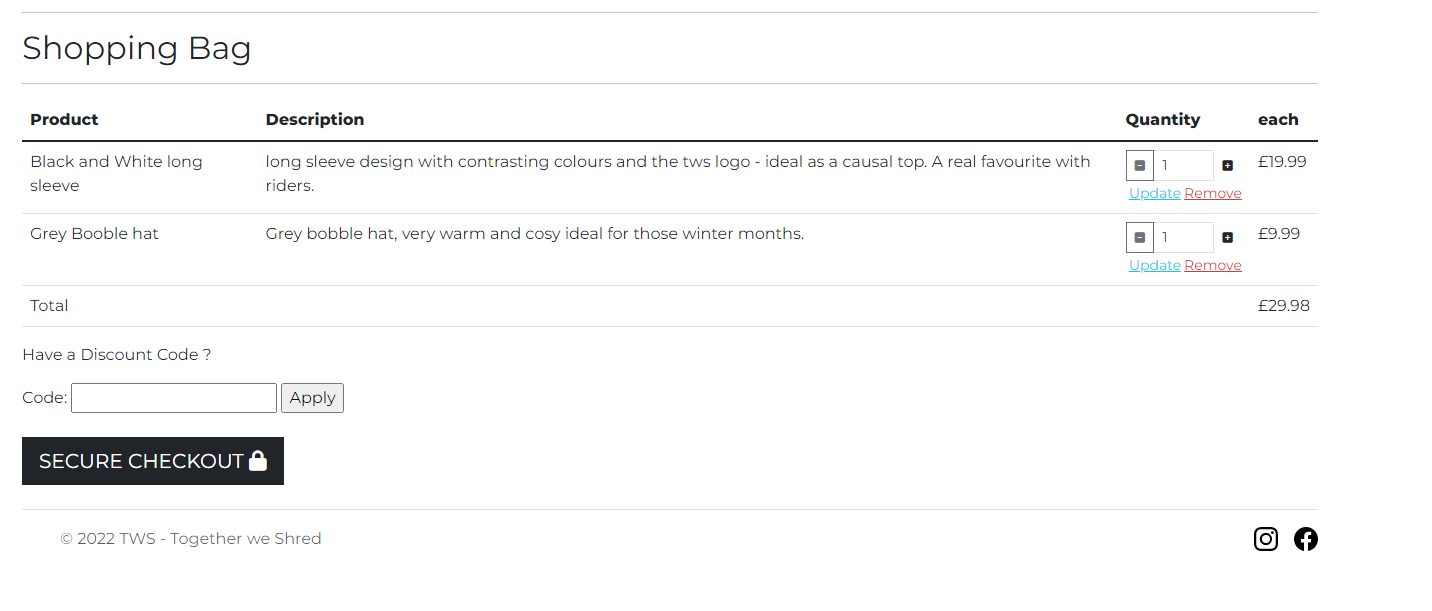 Shopping Bag
Product Description Quantity each
Black and White long sleeve design with contrasting colours and the tws logo - ideal as a causal top. A real favourite with 1 £19.99
sleeve riders.
Update Remove
Grey Booble hat Grey bobble hat, very warm and cosy ideal for those winter months. 1 £9.99
Update Remove
Total £29.98
Have a Discount Code ?
Code: Apply
SECURE CHECKOUT
© 2022 TWS - Together we Shred